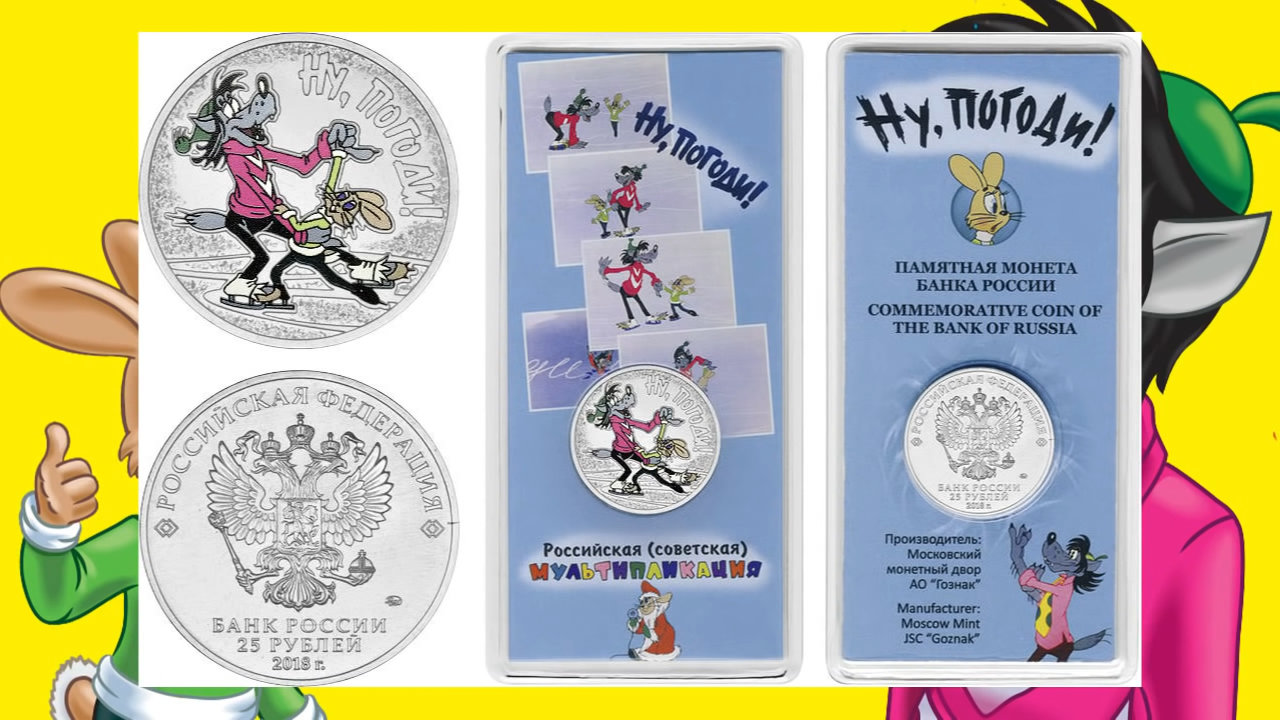 Ну, погоди!
РОССИЙСКАЯ ФЕДЕРАЦИЯ
БАНК РОССИИ
25 РУБЛЕЙ
2018 г.
Ну, погоди!
Ну, погоди!
Российская (советская)
МУЛЬТИПЛИКАЦИЯ
Ну, погоди!
ПАМЯТНАЯ МОНЕТА
БАНКА РОССИИ
COMMEMORATIVE COIN OF
THE BANK OF RUSSIA
РОССИЙСКАЯ ФЕДЕРАЦИЯ
БАНК РОССИИ
25 РУБЛЕЙ
2018 г.
Производитель:
Московский
монетный двор
АО "Гознак"
Manufacturer:
Moscow Mint
JSC "Goznak"